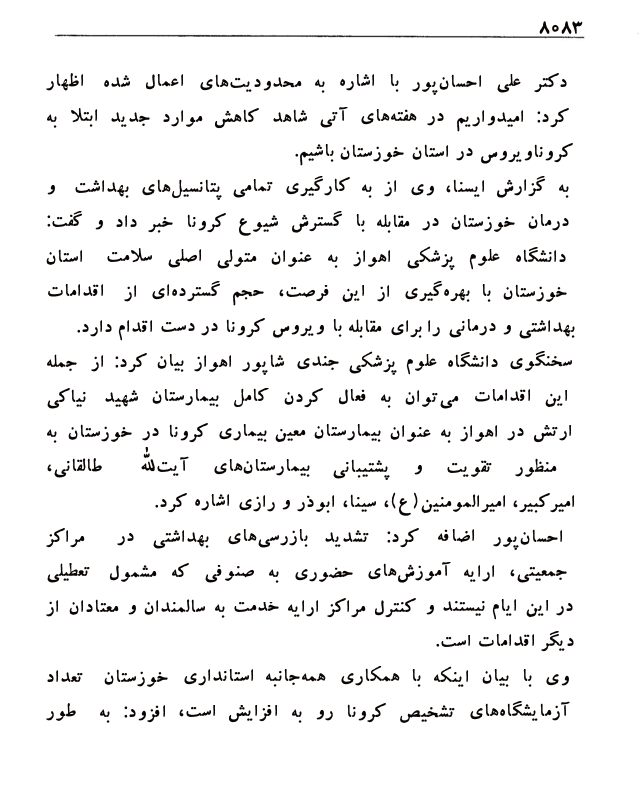 ۸۰۸۳
دکتر علی احسان‌پور با اشاره به محدودیت‌های اعمال شده اظهار
کرد: امیدواریم در هفته‌های آتی شاهد کاهش موارد جدید ابتلا به
کروناویروس در استان خوزستان باشیم.
به گزارش ایسنا، وی از به کارگیری تمامی پتانسیل‌های بهداشت و
درمان خوزستان در مقابله با گسترش شیوع کرونا خبر داد و گفت:
دانشگاه علوم پزشکی اهواز به عنوان متولی اصلی سلامت استان
خوزستان با بهره‌گیری از این فرصت، حجم گسترده‌ای از اقدامات
بهداشتی و درمانی را برای مقابله با ویروس کرونا در دست اقدام دارد.
سخنگوی دانشگاه علوم پزشکی جندی شاپور اهواز بیان کرد: از جمله
این اقدامات می‌توان به فعال کردن کامل بیمارستان شهید نیاکی
ارتش در اهواز به عنوان بیمارستان معین بیماری کرونا در خوزستان به
منظور تقویت و پشتیبانی بیمارستان‌های آیت‌الله طالقانی،
امیرکبیر، امیرالمومنین(ع)، سینا، ابوذر و رازی اشاره کرد.
احسان‌پور اضافه کرد: تشدید بازرسی‌های بهداشتی در مراکز
جمعیتی، ارایه آموزش‌های حضوری به صنوفی که مشمول تعطیلی
در این ایام نیستند و کنترل مراکز ارایه خدمت به سالمندان و معتادان از
دیگر اقدامات است.
وی با بیان اینکه با همکاری همه‌جانبه استانداری خوزستان تعداد
آزمایشگاه‌های تشخیص کرونا رو به افزایش است، افزود: به طور